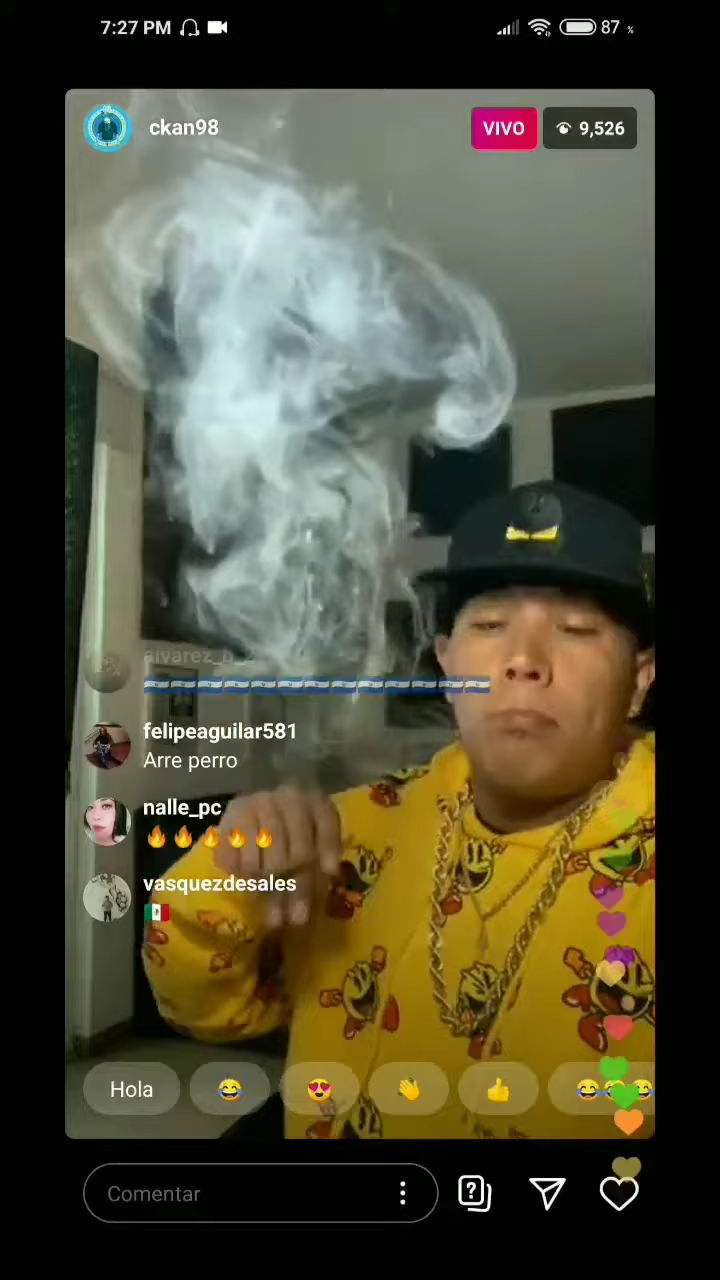 7:27 PM
87 %
ckan98
VIVO
9,526
felipeaguilar581
Arre perro
nalle_pc
🔥🔥🔥🔥🔥
vasquezdesales
🇲🇽
Hola
Comentar